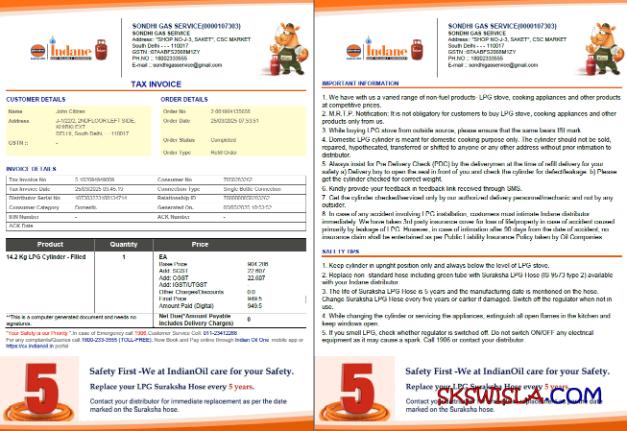 SONDHI GAS SERVICE(0000107303)
SONDHI GAS SERVICE
Address: "SHOP NO-J-3, SAKET", CSC MARKET
South Delhi - - - 110017
GSTN :07AABFS2068M1ZY
PH.NO .: 18002333555
E-mail .: sondhigasservice@gmail.com
Indane
TAX INVOICE
CUSTOMER DETAILS
Name John Citizen
Address J-1/22/2, 2NDFLOOR LEFT SIDE,
KHIRKI EXT
DELHI, South Delhi, - - 110017
GSTN :-
ORDER DETAILS
Order No
Order Date 25/03/2025
Order Status Completed
Order Type Refill Order
INVOICE DETAILS
Tax Invoice No Consumer No
Tax Invoice Date Connection Type Single Bottle Connection
Distributor Serial No Relationship ID
Consumer Category Domestic Generated On.
IRN Number - ACK Number -
ACK Date
Product Quantity Price
14.2 Kg LPG Cylinder - Filled 1 EA
Base Price 904.286
Add: SGST 22.607
Add: CGST 22.607
Add: IGST/UTGST
Other Charges/Discounts 0.0
Final Price 949.5
Amount Paid (Digital) 949.5
Net Due(*Amount Payable
Includes Delivery Charges) 0
**This is a computer generated document and needs no
signatures.
"Your Safety is our Priority ". In case of Emergency call 1906, Customer Service Cell: 011-23412268
For any complaints/queries call 1800-233-3555 (TOLL-FREE). Now Book and Pay online through Indian Oil One mobile app or
https://cx.indianoil.in portal
5
Safety First -We at IndianOil care for your Safety.
Replace your LPG Suraksha Hose every 5 years.
Contact your distributor for immediate replacement as per the date
marked on the Suraksha hose.
SONDHI GAS SERVICE(0000107303)
SONDHI GAS SERVICE
Address: "SHOP NO-J-3, SAKET", CSC MARKET
South Delhi - - - 110017
GSTN :07AABFS2068M1ZY
PH.NO .: 18002333555
E-mail .: sondhigasservice@gmail.com
Indane
IMPORTANT INFORMATION
1. We have with us a varied range of non-fuel products- LPG stove, cooking appliances and other products
at competitive prices.
2. M.R.T.P. Notification: It is not obligatory for customers to buy LPG stove, cooking appliances and other
products only from us.
3. While buying LPG stove from outside source, please ensure that the same bears ISI mark.
4. Domestic LPG cylinder is meant for domestic cooking purpose only. The cylinder should not be sold,
repaired, hypothecated, transferred or shifted to anyone or any other address without prior intimation to
distributor.
5. Always insist for Pre Delivery Check (PDC) by the deliverymen at the time of refill delivery for your
safety a) Delivery boy to open the seal in front of you and check the cylinder for defect/leakage. b) Please
get the cylinder checked for correct weight.
6. Kindly provide your feedback in feedback link received through SMS.
7. Get the cylinder checked/serviced only by our authorized delivery personnel/mechanic and not by any
outsider.
8. In case of any accident involving LPG installation, customers must intimate Indane distributor
immediately. We have taken 3rd party insurance cover for loss of life/property in case of accident caused
primarily by leakage of LPG. However, in case of intimation after 90 days from the date of accident, no
insurance claim shall be entertained as per Public Liability Insurance Policy taken by Oil Companies
SAFETY TIPS
1. Keep cylinder in upright position only and always below the level of LPG stove.
2. Replace non-standard hose including green tube with Suraksha LPG Hose (IS 9573 type 2) available
with your Indane distributor
3. The life of Suraksha LPG Hose is 5 years and the manufacture date is mentioned on the hose.
Change Suraksha LPG Hose every five years or earlier if damaged. Switch off the regulator when not in
use.
4. While changing the cylinder or servicing the appliances, extinguish all open flames in the kitchen and
keep windows open.
5. If you smell LPG, check whether regulator is switched off. Do not switch ON/OFF any electrical
equipment as it may cause a spark. Call 1906 or contact your distributor.
5
Safety First -We at IndianOil care for your Safety.
Replace your LPG Suraksha Hose every 5 years.
Contact your distributor for immediate replacement as per the date
marked on the Suraksha hose.
SKSWISLA.COM